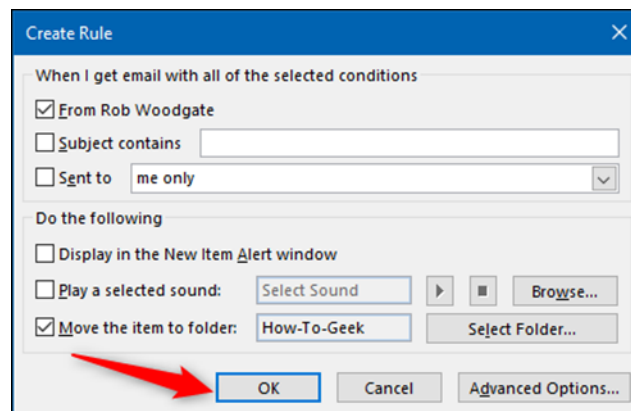 Create Rule
When I get email with all of the selected conditions
From Rob Woodgate
Subject contains
Sent to me only
Do the following
Display in the New Item Alert window
Play a selected sound: Select Sound Browse...
Move the item to folder: How-To-Geek Select Folder...
OK Cancel Advanced Options...